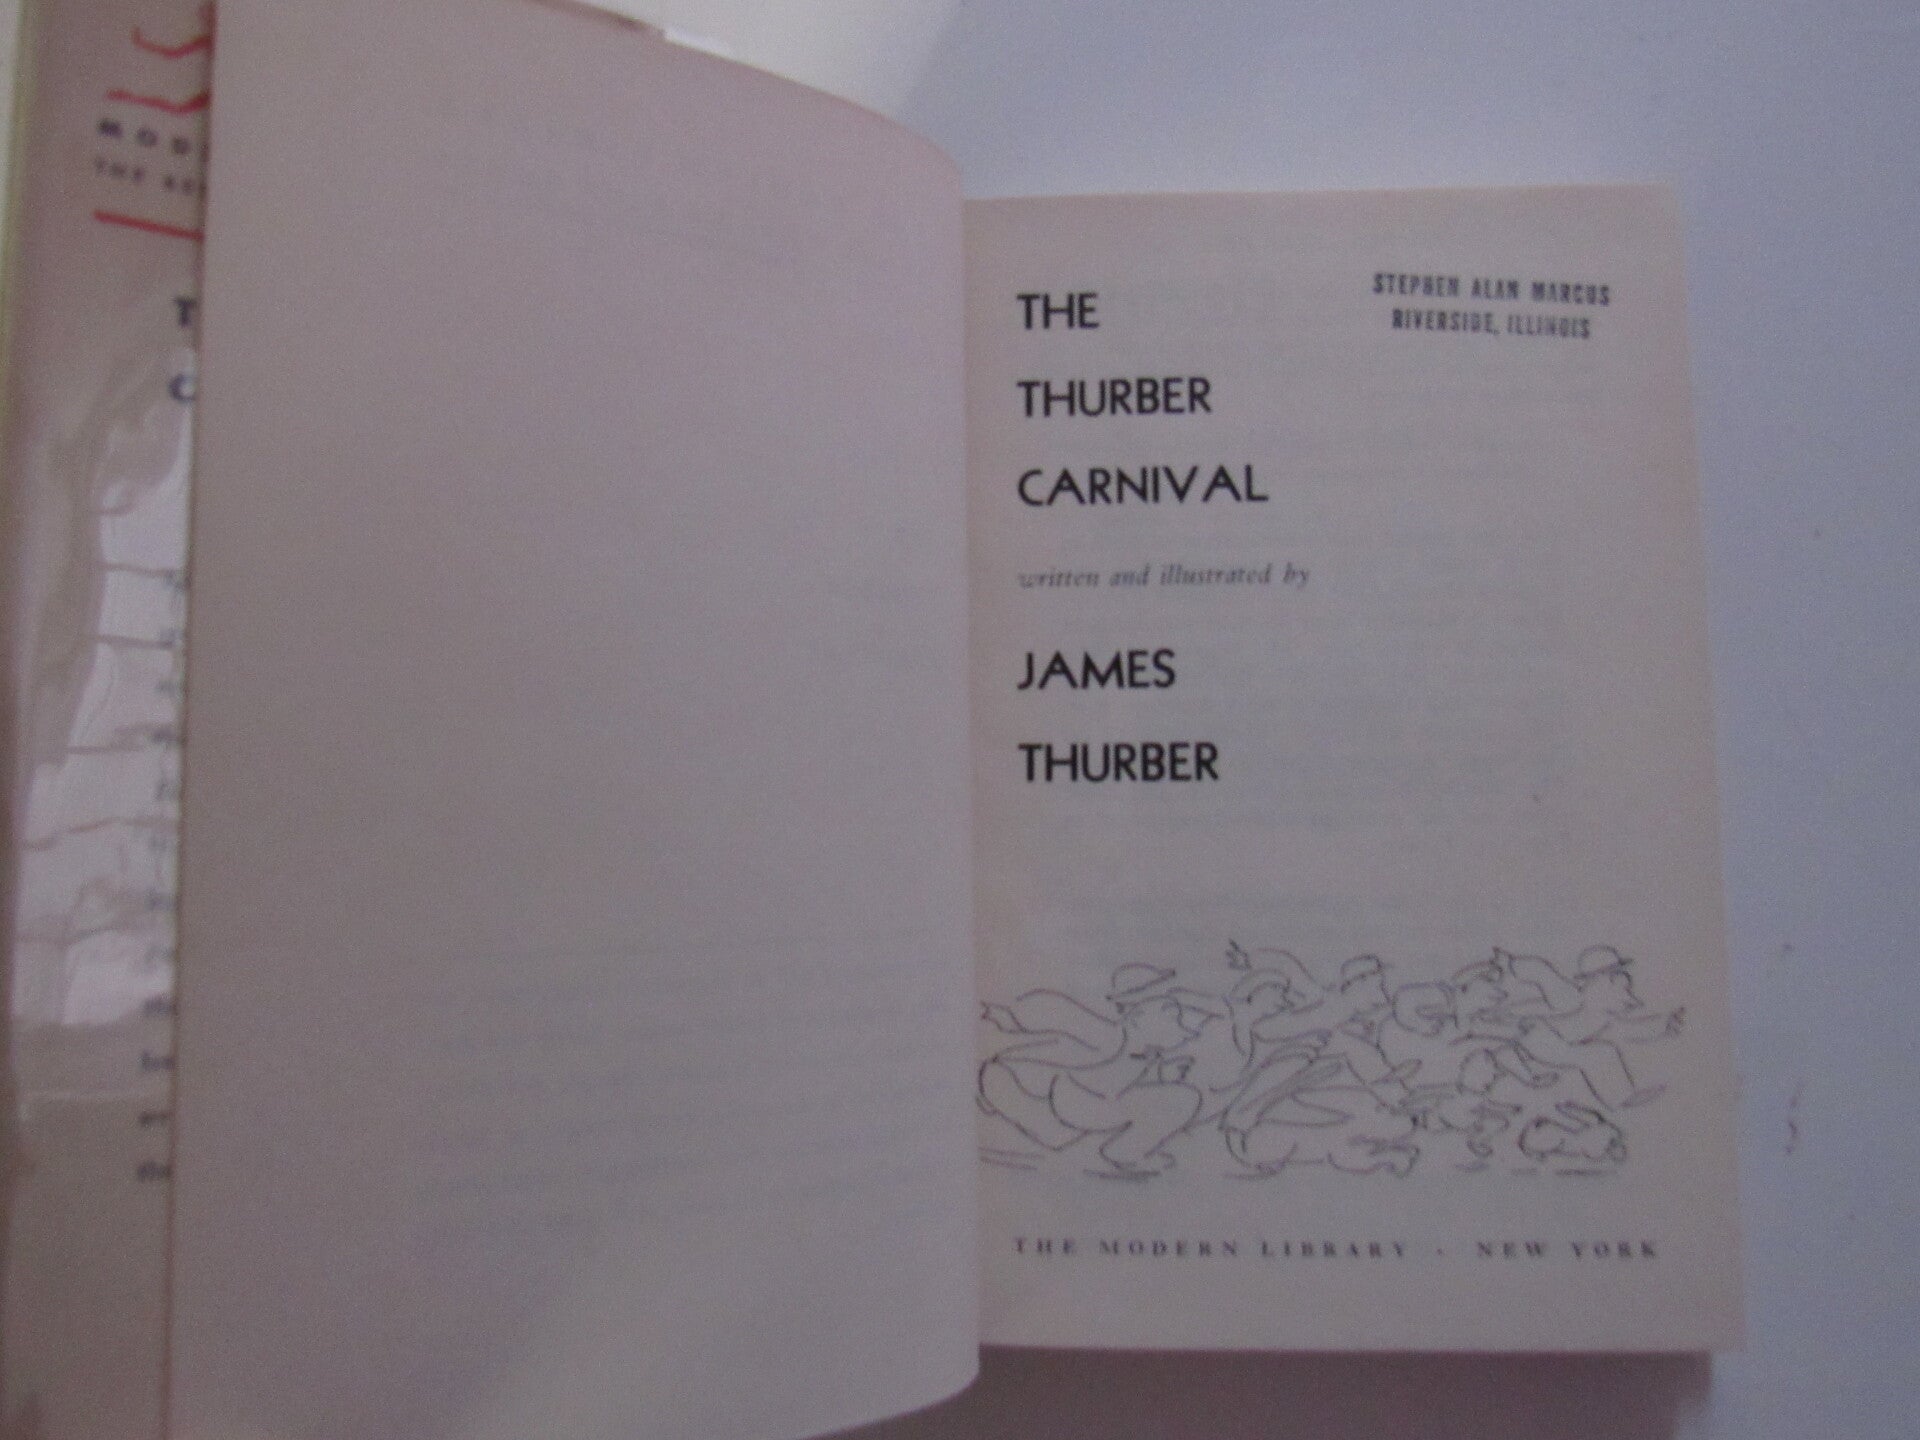 THE
THURBER
CARNIVAL
STEPHEN ALAN MARCUS
RIVERSIDE, ILLINOIS
written and illustrated by
JAMES
THURBER
THE MODERN LIBRARY · NEW YORK